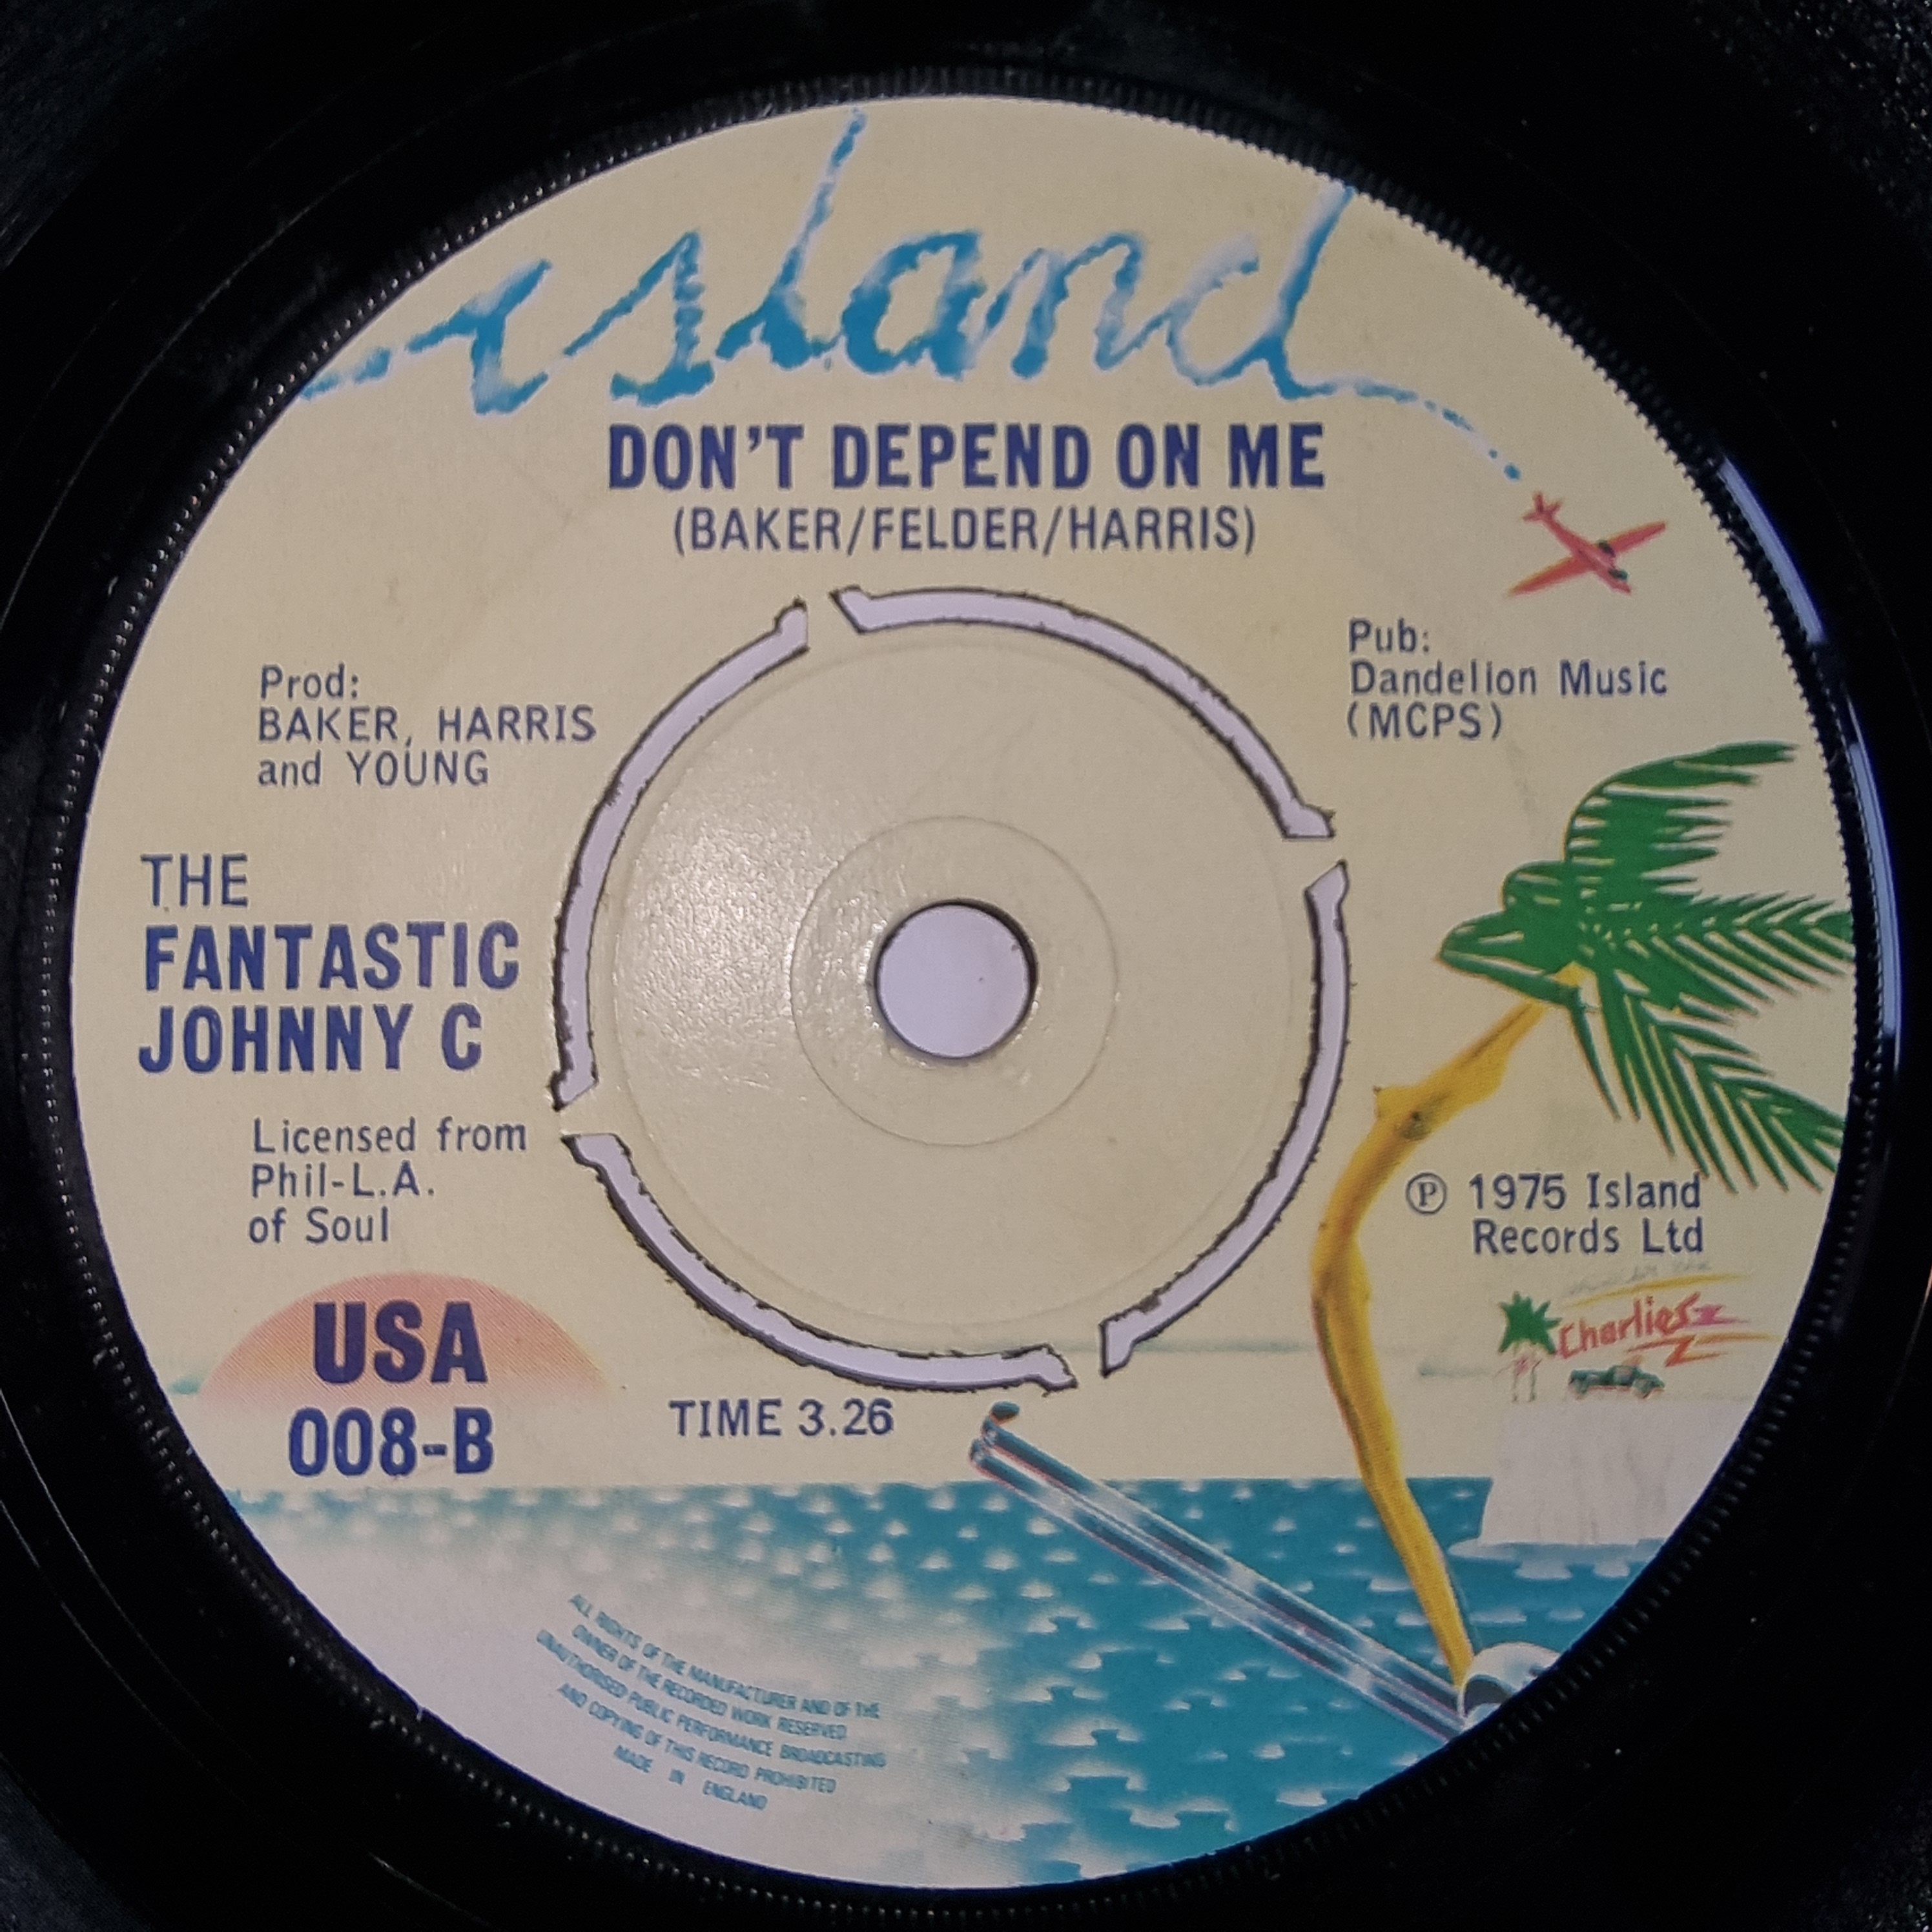 island
DON'T DEPEND ON ME
(BAKER/FELDER/HARRIS)
Prod:
BAKER, HARRIS
and YOUNG
Pub:
Dandelion Music
(MCPS)
THE
FANTASTIC
JOHNNY C
Licensed from
Phil-L.A.
of Soul
Ⓟ 1975 Island
Records Ltd
Charlies
USA
008-B
TIME 3.26
ALL RIGHTS OF THE MANUFACTURER AND OF THE
OWNER OF THE RECORDED WORK RESERVED
UNAUTHORISED PUBLIC PERFORMANCE BROADCASTING
AND COPYING OF THIS RECORD PROHIBITED
MADE IN ENGLAND